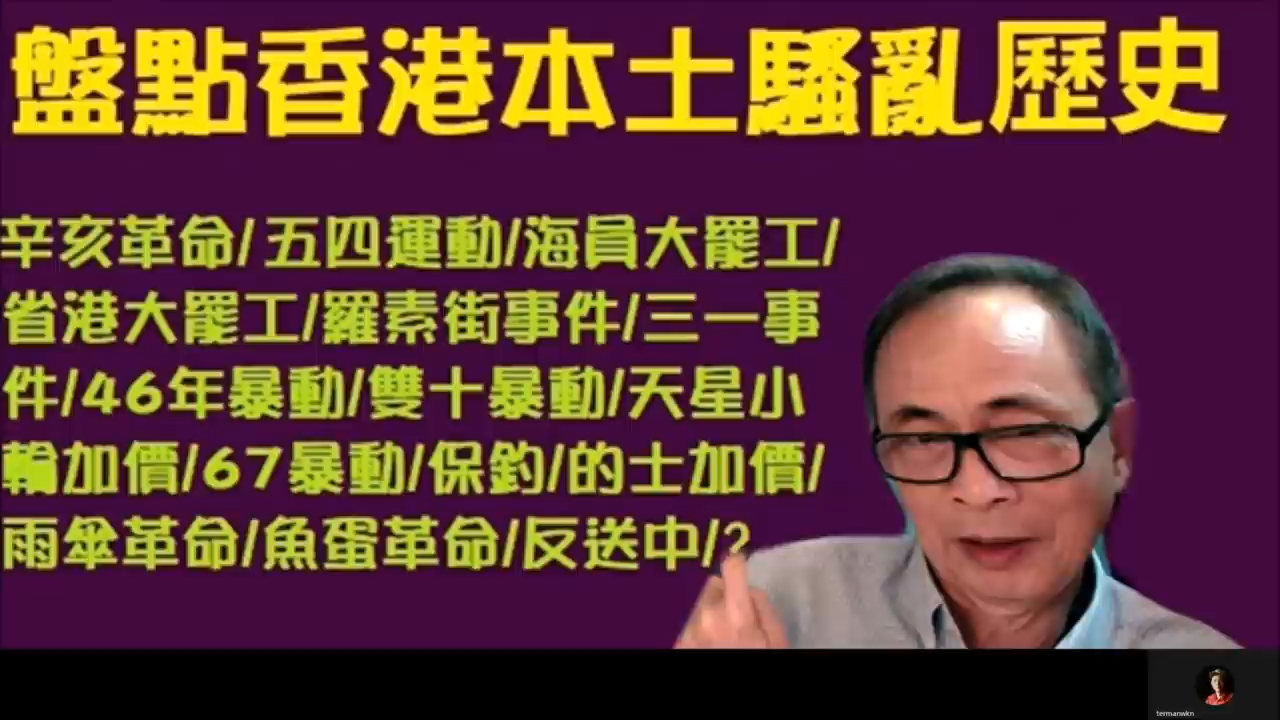 盤點香港本土騷亂歷史
辛亥革命/五四運動/海員大罷工/
省港大罷工/羅素街事件/三一事
件/46年暴動/雙十暴動/天星小
輪加價/67暴動/保釣/的士加價/
雨傘革命/魚蛋革命/反送中/?
termanwkn